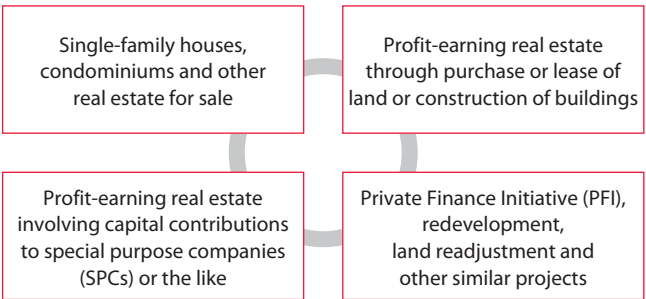 Single-family houses,
condominiums and other
real estate for sale
Profit-earning real estate
through purchase or lease of
land or construction of buildings
Profit-earning real estate
involving capital contributions
to special purpose companies
(SPCs) or the like
Private Finance Initiative (PFI),
redevelopment,
land readjustment and
other similar projects